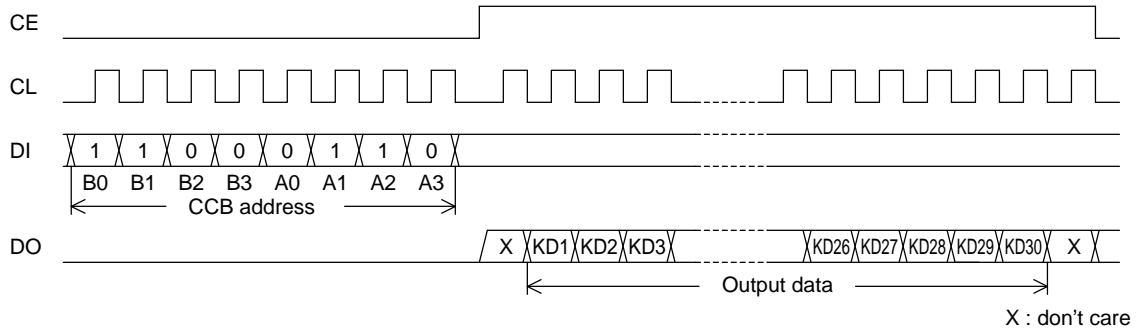 CE
CL
DI 1 1 0 0 0 1 1 0
B0 B1 B2 B3 A0 A1 A2 A3
CCB address
DO X KD1 KD2 KD3 KD26 KD27 KD28 KD29 KD30 X
Output data
X : don't care